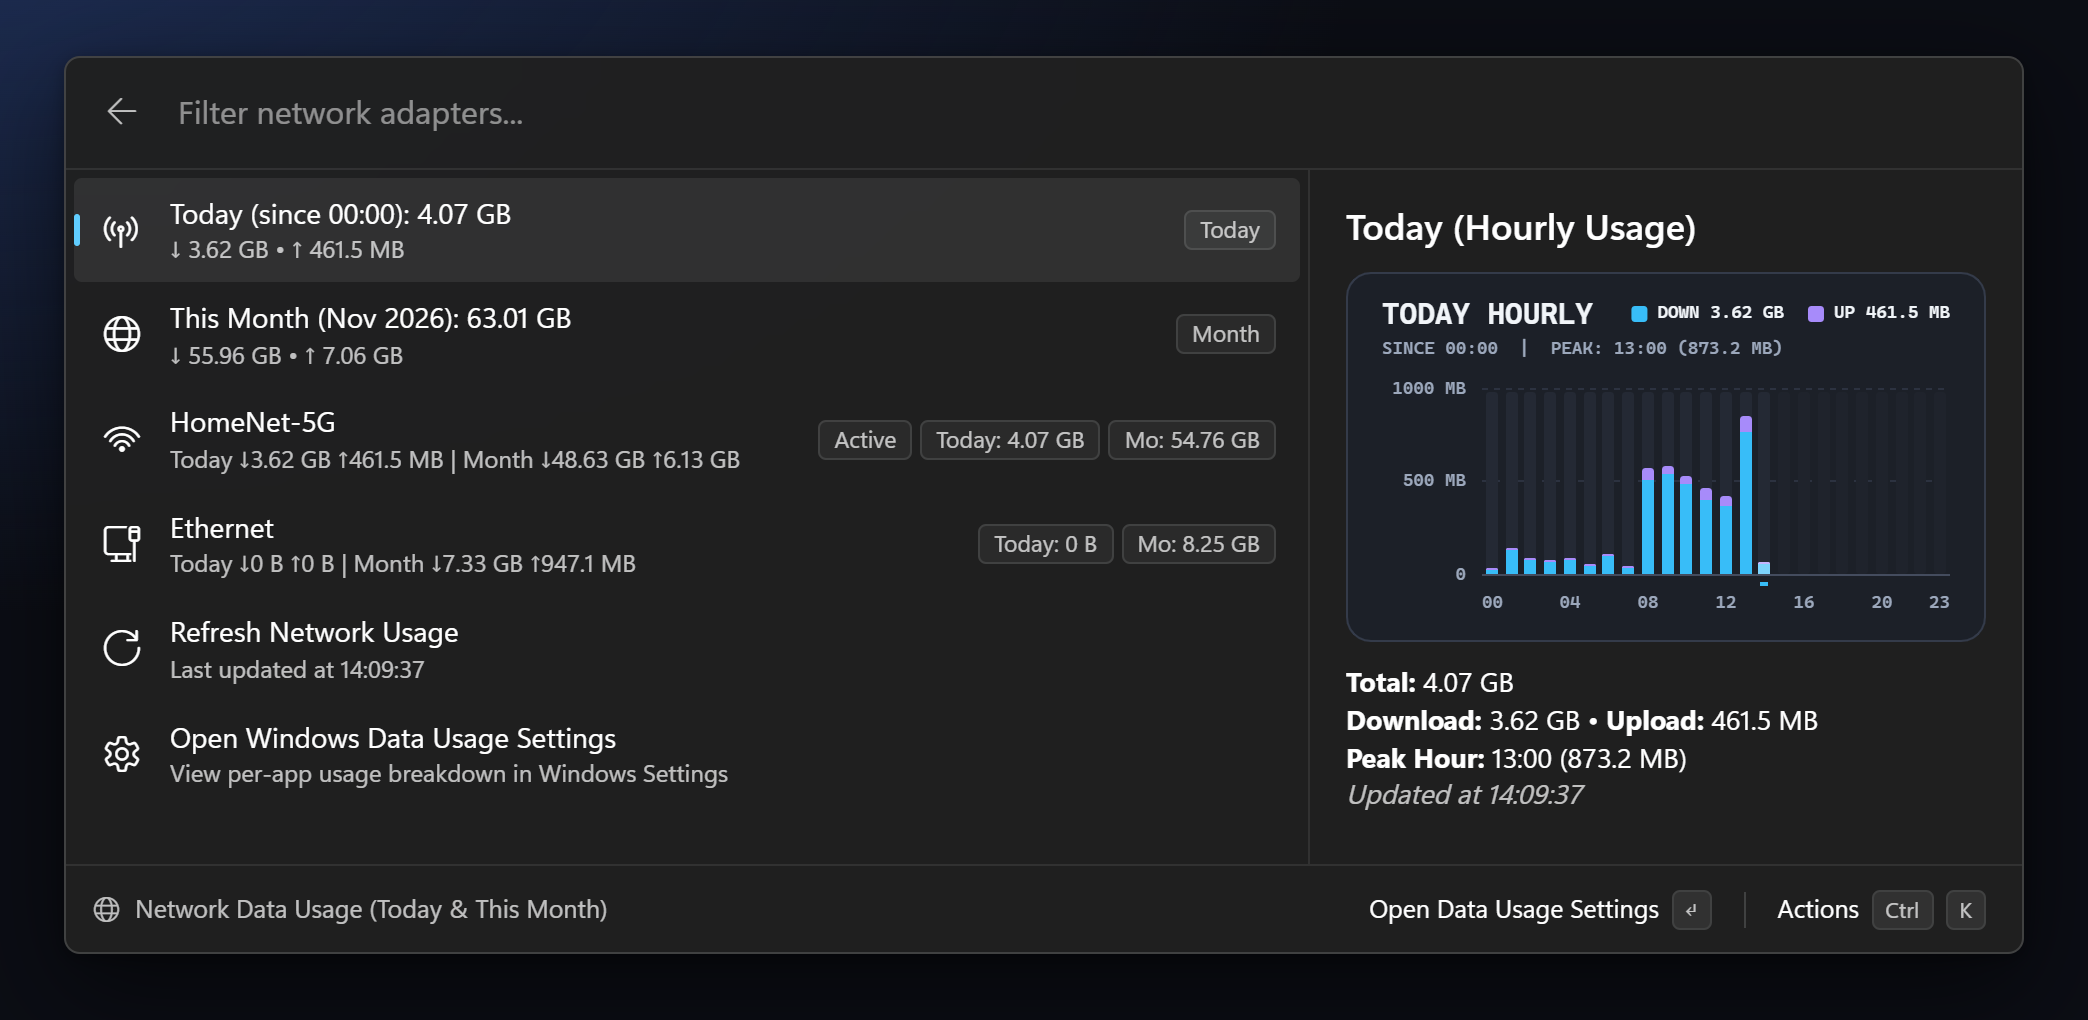 Filter network adapters...
Today (since 00:00): 4.07 GB
↓ 3.62 GB • ↑ 461.5 MB
Today
This Month (Nov 2026): 63.01 GB
↓ 55.96 GB • ↑ 7.06 GB
Month
HomeNet-5G
Today ↓3.62 GB ↑461.5 MB | Month ↓48.63 GB ↑6.13 GB
Active
Today: 4.07 GB
Mo: 54.76 GB
Ethernet
Today ↓0 B ↑0 B | Month ↓7.33 GB ↑947.1 MB
Today: 0 B
Mo: 8.25 GB
Refresh Network Usage
Last updated at 14:09:37
Open Windows Data Usage Settings
View per-app usage breakdown in Windows Settings
Today (Hourly Usage)
TODAY HOURLY
DOWN 3.62 GB
UP 461.5 MB
SINCE 00:00 | PEAK: 13:00 (873.2 MB)
1000 MB
500 MB
0
00 04 08 12 16 20 23
Total: 4.07 GB
Download: 3.62 GB • Upload: 461.5 MB
Peak Hour: 13:00 (873.2 MB)
Updated at 14:09:37
Network Data Usage (Today & This Month)
Open Data Usage Settings ↵
Actions Ctrl K